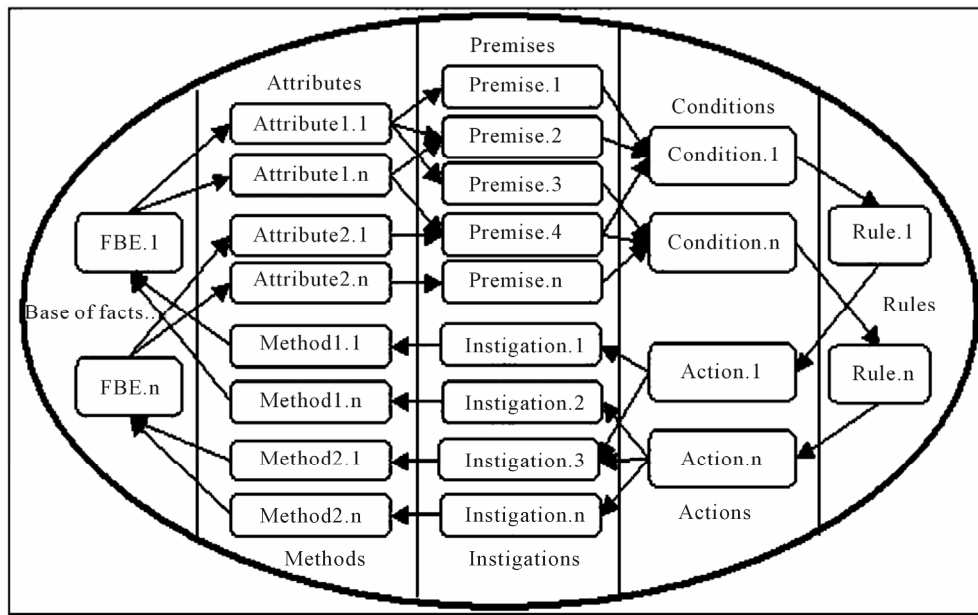 Premises
Attributes
Premise.1
Conditions
Attribute1.1
Premise.2
Condition.1
Attribute1.n
Premise.3
FBE.1
Attribute2.1
Premise.4
Condition.n
Rule.1
Attribute2.n
Premise.n
Base of facts...
Rules
Method1.1
Instigation.1
FBE.n
Action.1
Rule.n
Method1.n
Instigation.2
Method2.1
Instigation.3
Action.n
Method2.n
Instigation.n
Actions
Methods
Instigations